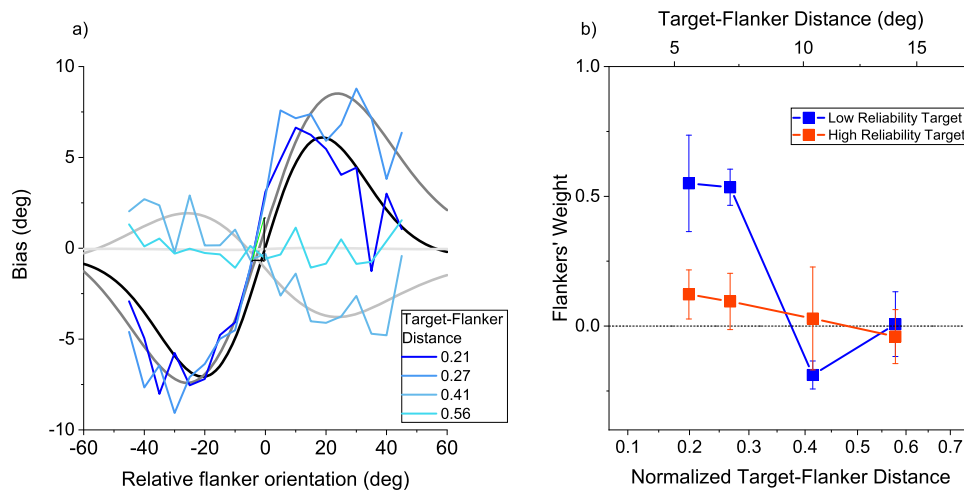 a)
10
5
0
-5
-10
Bias (deg)
-60
-40
-20
0
20
40
60
Relative flanker orientation (deg)
Target-Flanker
Distance
0.21
0.27
0.41
0.56
b)
Target-Flanker Distance (deg)
5
10
15
1.0
0.5
0.0
Flankers' Weight
Low Reliability Target
High Reliability Target
0.1
0.2
0.3
0.4
0.5
0.6
0.7
Normalized Target-Flanker Distance